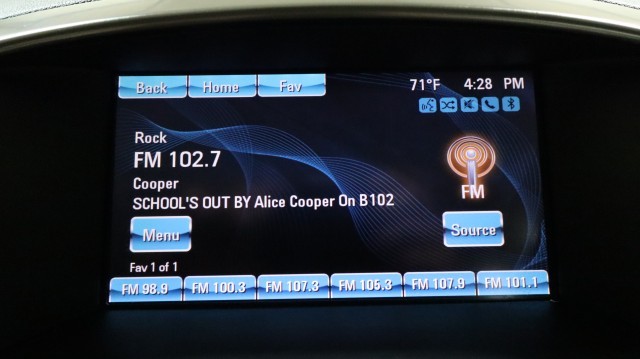 Back Home Fav 71°F 4:28 PM
Rock
FM 102.7
Cooper
SCHOOL'S OUT BY Alice Cooper On B102
FM
Menu Source
Fav 1 of 1
FM 98.9 FM 100.3 FM 107.3 FM 105.3 FM 107.9 FM 101.1